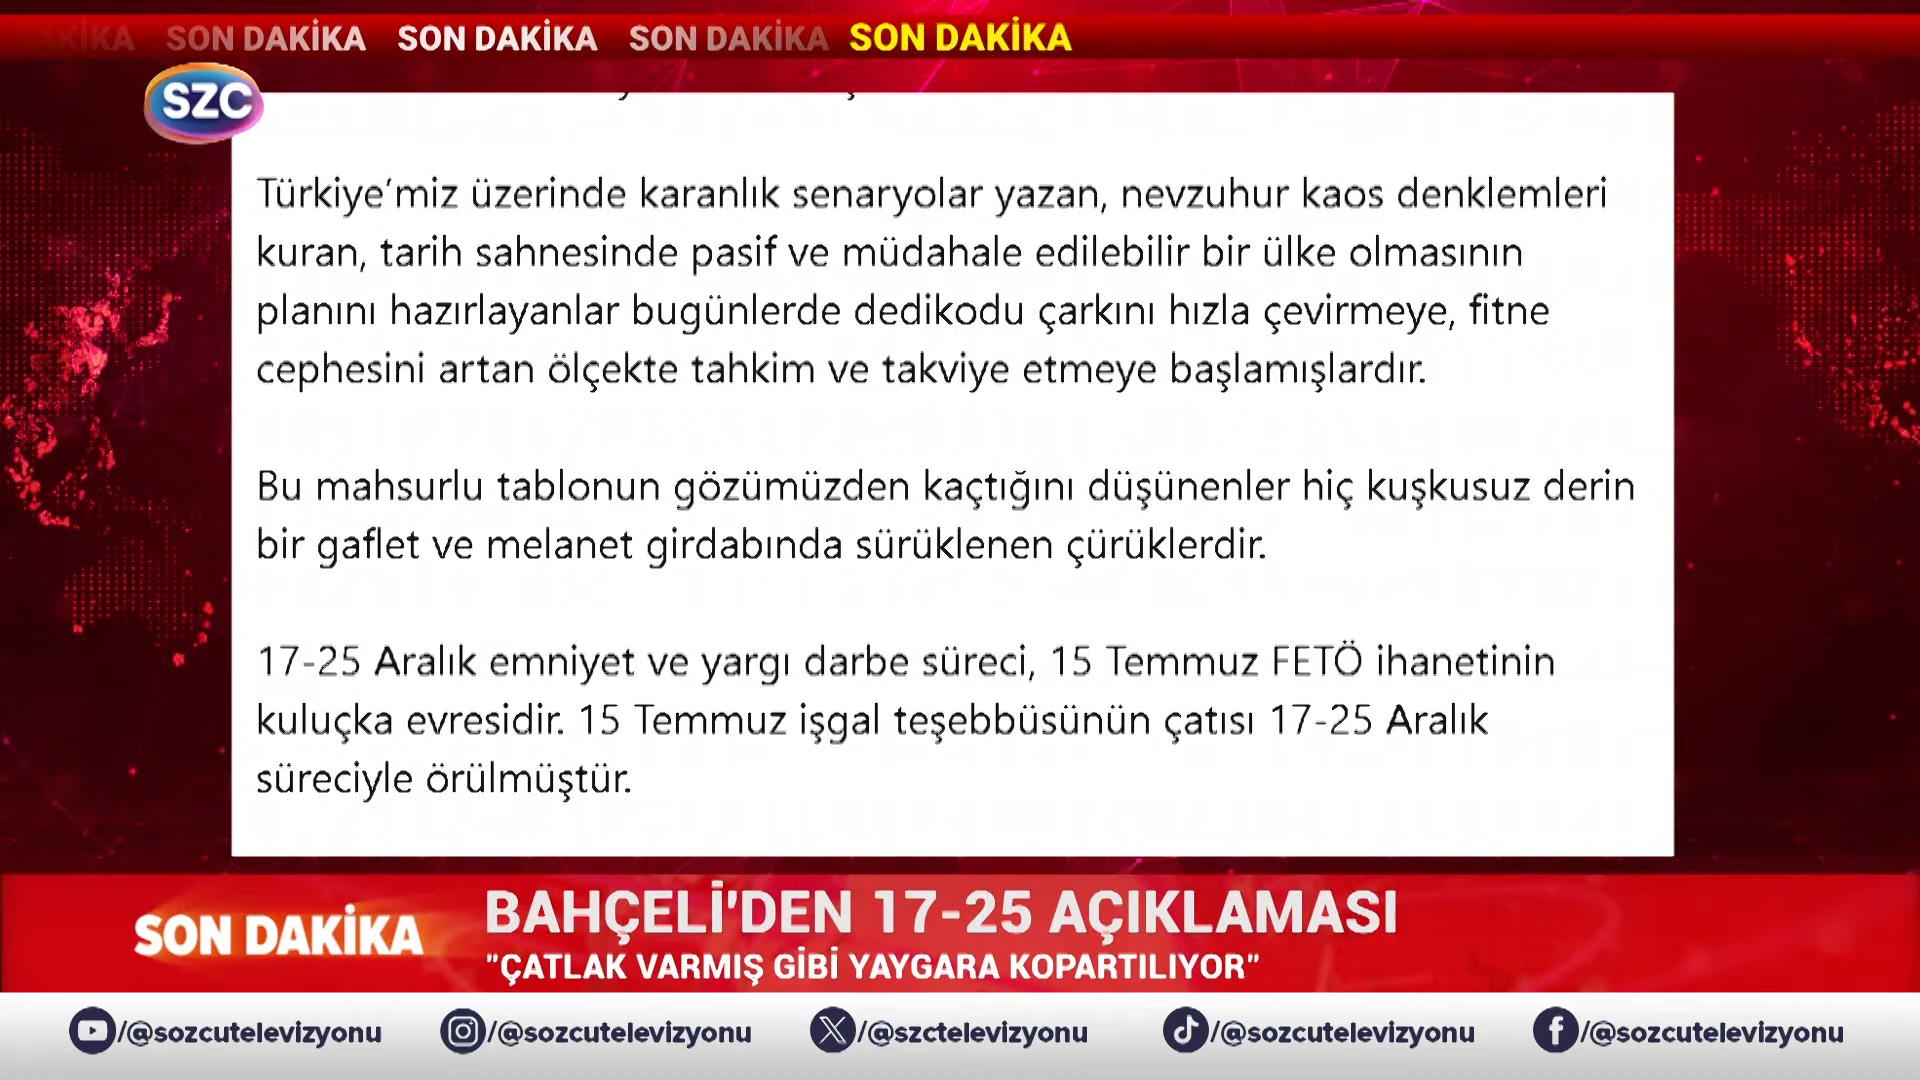 SON DAKİKA SON DAKİKA SON DAKİKA SON DAKİKA
SZC
Türkiye’miz üzerinde karanlık senaryolar yazan, nevzuhur kaos denklemleri
kuran, tarih sahnesinde pasif ve müdahale edilebilir bir ülke olmasının
planını hazırlayanlar bugünlerde dedikodu çarkını hızla çevirmeye, fitne
cephesini artan ölçekte tahkim ve takviye etmeye başlamışlardır.
Bu mahsurlu tablonun gözümüzden kaçtığını düşünenler hiç kuşkusuz derin
bir gaflet ve melanet girdabında sürüklenen çürüklerdir.
17-25 Aralık emniyet ve yargı darbe süreci, 15 Temmuz FETÖ ihanetinin
kuluçka evresidir. 15 Temmuz işgal teşebbüsünün çatısı 17-25 Aralık
süreciyle örülmüştür.
SON DAKİKA
BAHÇELİ'DEN 17-25 AÇIKLAMASI
"ÇATLAK VARMIŞ GİBİ YAYGARA KOPARTILIYOR"
/@sozcutelevizyonu /@sozcutelevizyonu /@szctelevizyonu /@sozcutelevizyonu /@sozcutelevizyonu